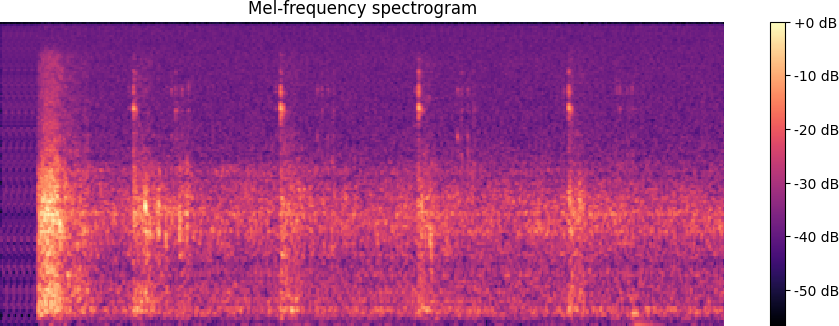 Mel-frequency spectrogram
+0 dB
-10 dB
-20 dB
-30 dB
-40 dB
-50 dB